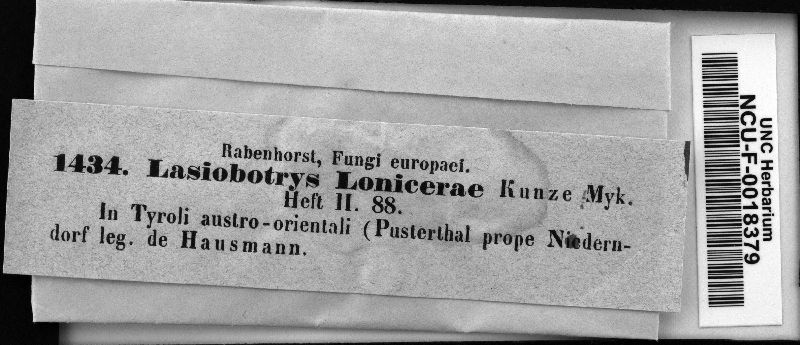 Rabenhorst, Fungi europaei.
1434. Lasiobotrys Lonicerae Kunze Myk.
Heft II. 88.
In Tyroli austro-orientali (Pusterthal prope Niedern-
dorf leg. de Hausmann.
UNC Herbarium
NCU-F-0018379